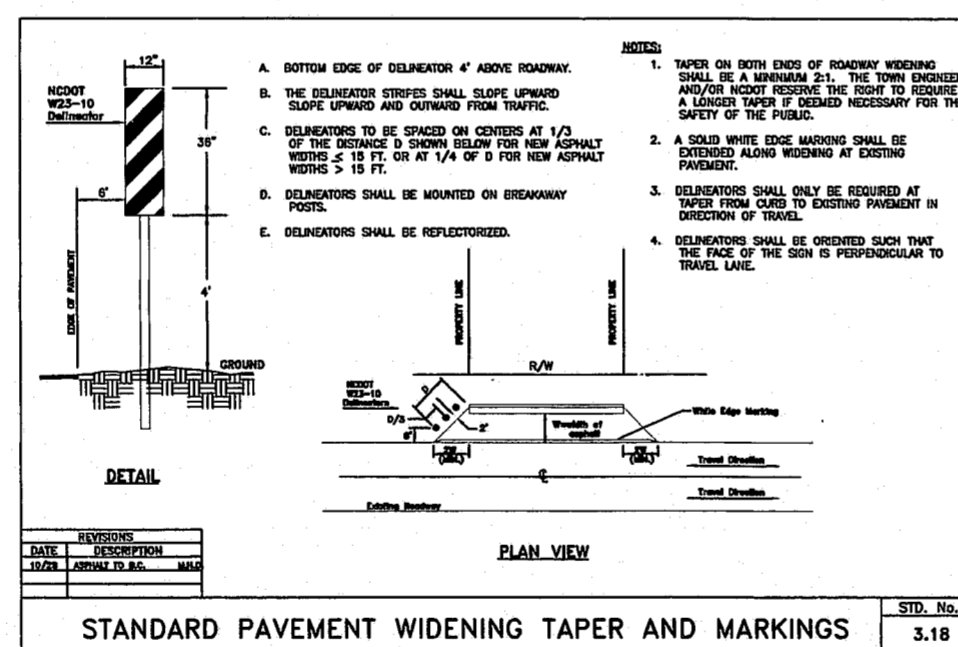 12"
NCDOT
W23-10
Delineator
36"
6'
EDGE OF PAVEMENT
4'
GROUND
DETAIL
A. BOTTOM EDGE OF DELINEATOR 4' ABOVE ROADWAY.
B. THE DELINEATOR STRIFES SHALL SLOPE UPWARD
SLOPE UPWARD AND OUTWARD FROM TRAFFIC.
C. DELINEATORS TO BE SPACED ON CENTERS AT 1/3
OF THE DISTANCE D SHOWN BELOW FOR NEW ASPHALT
WIDTHS ≤ 15 FT. OR AT 1/4 OF D FOR NEW ASPHALT
WIDTHS > 15 FT.
D. DELINEATORS SHALL BE MOUNTED ON BREAKAWAY
POSTS.
E. DELINEATORS SHALL BE REFLECTORIZED.
NOTES:
1. TAPER ON BOTH ENDS OF ROADWAY WIDENING
SHALL BE A MININMUM 2:1. THE TOWN ENGINEE
AND/OR NCDOT RESERVE THE RIGHT TO REQUIRE
A LONGER TAPER IF DEEMED NECESSARY FOR TH
SAFETY OF THE PUBLIC.
2. A SOLID WHITE EDGE MARKING SHALL BE
EXTENDED ALONG WIDENING AT EXISTING
PAVEMENT.
3. DELINEATORS SHALL ONLY BE REQUIRED AT
TAPER FROM CURB TO EXISTING PAVEMENT IN
DIRECTION OF TRAVEL
4. DELINEATORS SHALL BE ORIENTED SUCH THAT
THE FACE OF THE SIGN IS PERPENDICULAR TO
TRAVEL LANE.
PROPERTY LINE
PROPERTY LINE
R/W
NCDOT
W23-10
Delineators
D
D/3
6'
2'
asphalt
White Edge Marking
2W
(MIN.)
2W
(MIN.)
Travel Direction
Travel Direction
Existing Roadway
PLAN VIEW
REVISIONS
DATE DESCRIPTION
10/29 ASPHALT TO B.C. M.H.D.
STANDARD PAVEMENT WIDENING TAPER AND MARKINGS
STD. No.
3.18